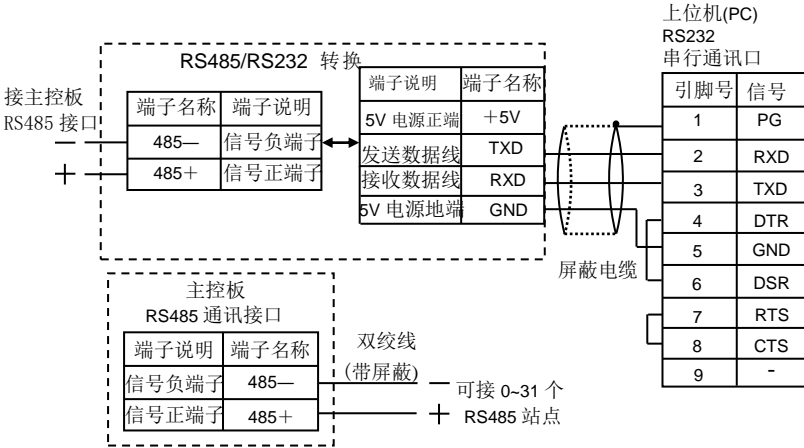 上位机(PC)
RS232
串行通讯口
RS485/RS232 转换
接主控板
RS485 接口
端子名称 端子说明
485— 信号负端子
485＋ 信号正端子
— 
＋
端子说明 端子名称
5V 电源正端 ＋5V
发送数据线 TXD
接收数据线 RXD
5V 电源地端 GND
屏蔽电缆
引脚号 信号
1 PG
2 RXD
3 TXD
4 DTR
5 GND
6 DSR
7 RTS
8 CTS
9 -
主控板
RS485 通讯接口
端子说明 端子名称
信号负端子 485—
信号正端子 485＋
双绞线
(带屏蔽)
— 可接 0~31 个
＋ RS485 站点